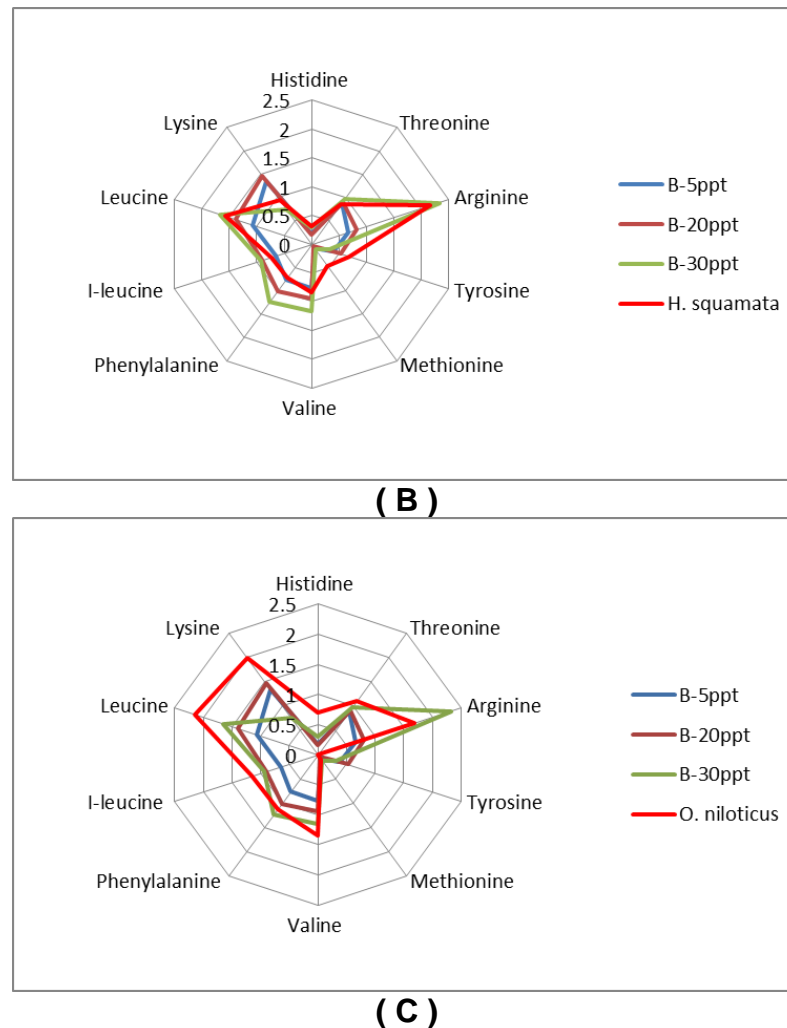 Histidine
2.5
Lysine
Threonine
2
1.5
1
Leucine
Arginine
0.5
0
I-leucine
Tyrosine
Phenylalanine
Methionine
Valine
B-5ppt
B-20ppt
B-30ppt
H. squamata
( B )
Histidine
2.5
Lysine
Threonine
2
1.5
1
Leucine
Arginine
0.5
0
I-leucine
Tyrosine
Phenylalanine
Methionine
Valine
B-5ppt
B-20ppt
B-30ppt
O. niloticus
( C )